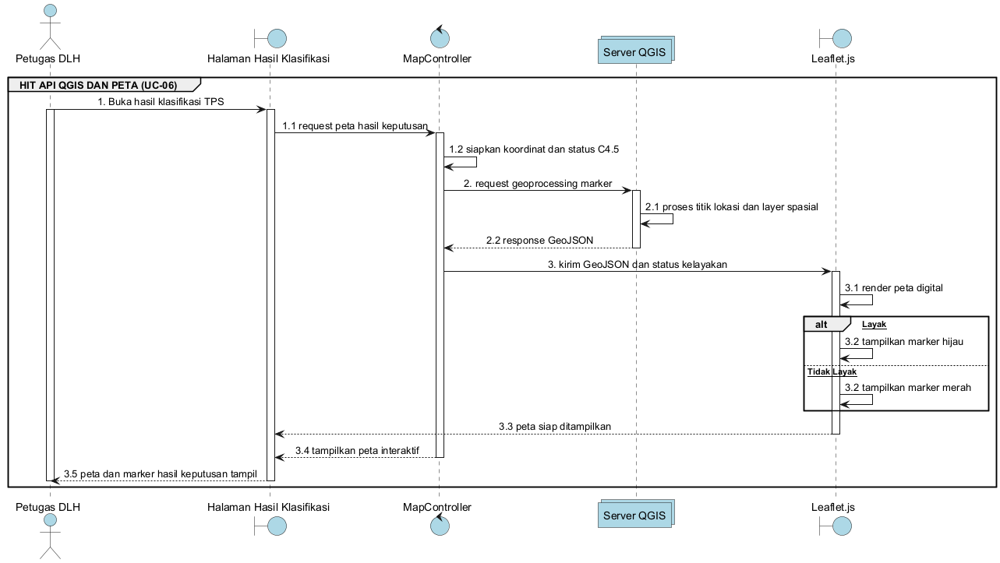 Petugas DLH
Halaman Hasil Klasifikasi
MapController
Server QGIS
Leaflet.js
HIT API QGIS DAN PETA (UC-06)
1. Buka hasil klasifikasi TPS
1.1 request peta hasil keputusan
1.2 siapkan koordinat dan status C4.5
2. request geoprocessing marker
2.1 proses titik lokasi dan layer spasial
2.2 response GeoJSON
3. kirim GeoJSON dan status kelayakan
3.1 render peta digital
alt
Layak
3.2 tampilkan marker hijau
Tidak Layak
3.2 tampilkan marker merah
3.3 peta siap ditampilkan
3.4 tampilkan peta interaktif
3.5 peta dan marker hasil keputusan tampil
Petugas DLH
Halaman Hasil Klasifikasi
MapController
Server QGIS
Leaflet.js